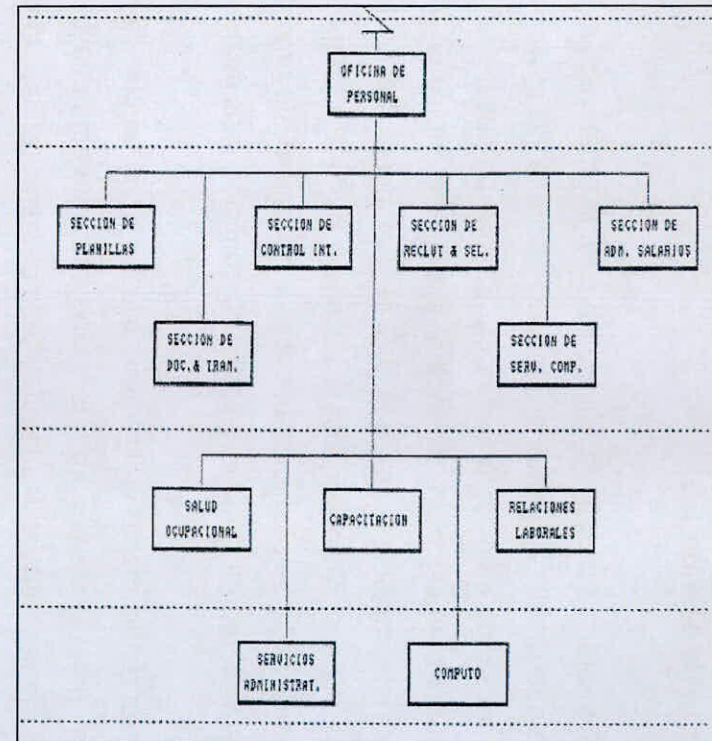 OFICINA DE
PERSONAL
SECCION DE
PLANILLAS
SECCION DE
CONTROL INT.
SECCION DE
RECLUT & SEL.
SECCION DE
ADM. SALARIOS
SECCION DE
DOC.& TRAM.
SECCION DE
SERV. COMP.
SALUD
OCUPACIONAL
CAPACITACION
RELACIONES
LABORALES
SERVICIOS
ADMINISTRAT.
COMPUTO